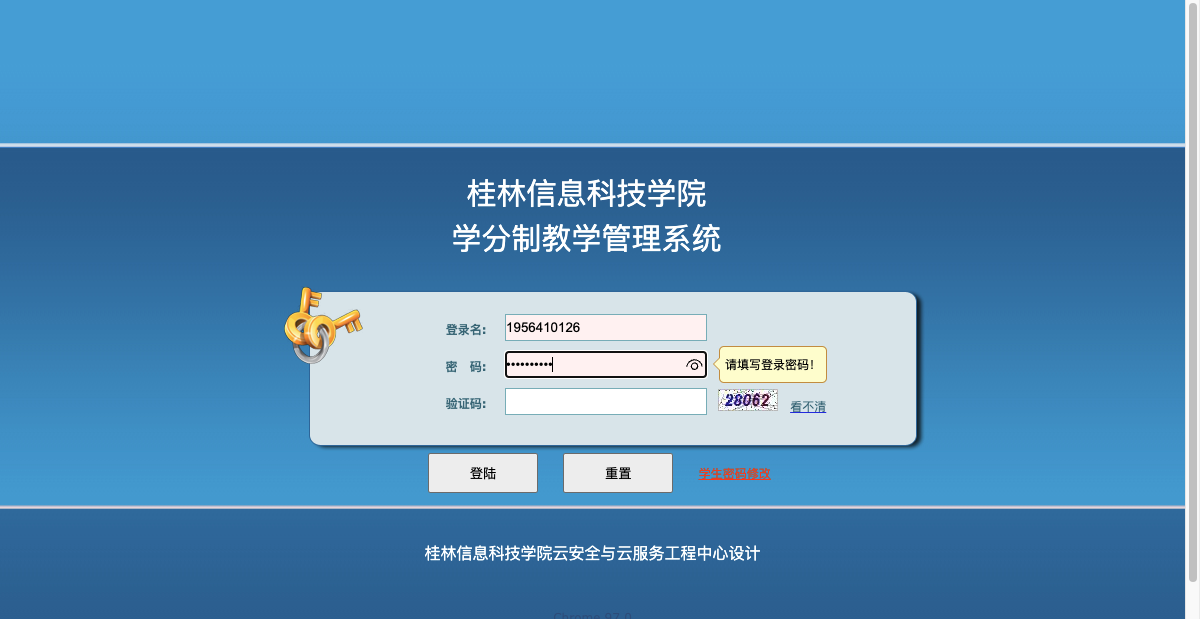 桂林信息科技学院
学分制教学管理系统
登录名: 1956410126
密 码: •••••••••• 请填写登录密码!
验证码: 28062 看不清
登陆 重置 学生密码修改
桂林信息科技学院云安全与云服务工程中心设计